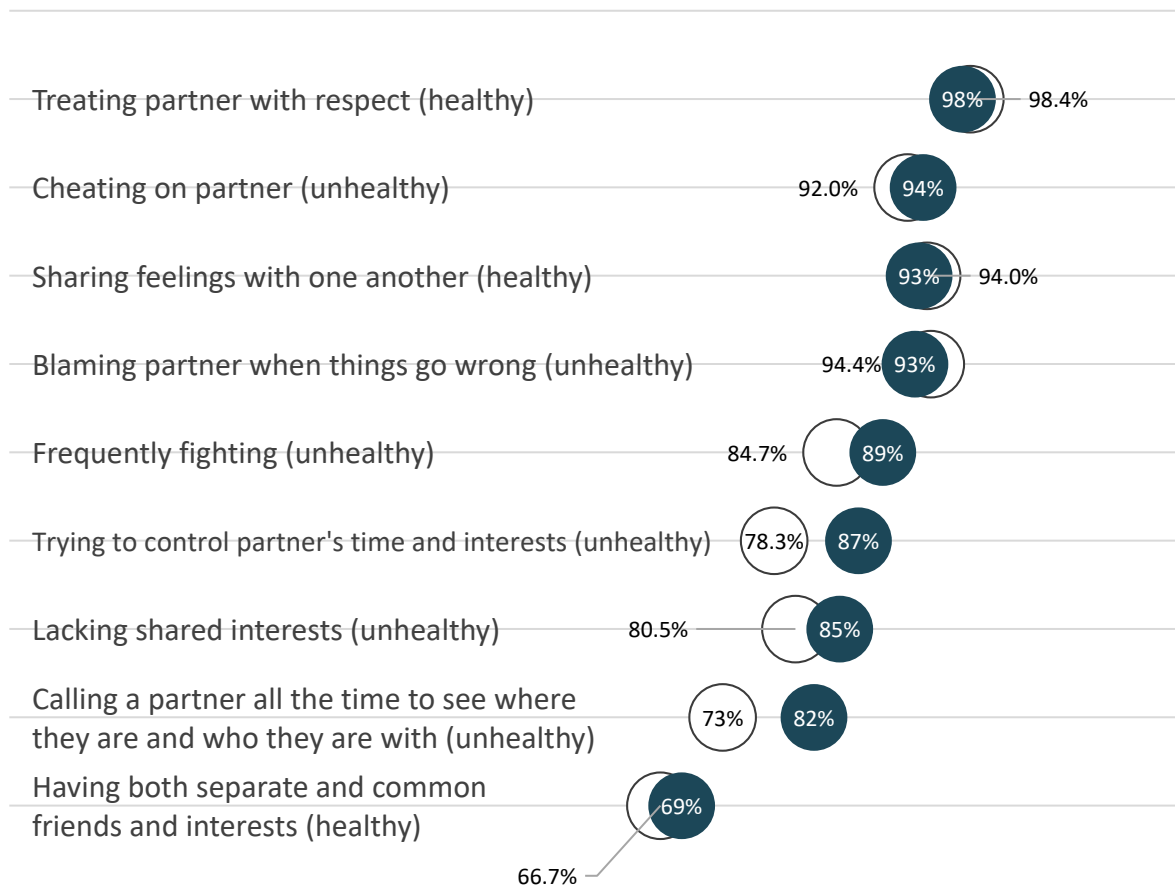 Treating partner with respect (healthy) 98% 98.4%
Cheating on partner (unhealthy) 92.0% 94%
Sharing feelings with one another (healthy) 93% 94.0%
Blaming partner when things go wrong (unhealthy) 94.4% 93%
Frequently fighting (unhealthy) 84.7% 89%
Trying to control partner's time and interests (unhealthy) 78.3% 87%
Lacking shared interests (unhealthy) 80.5% 85%
Calling a partner all the time to see where
they are and who they are with (unhealthy) 73% 82%
Having both separate and common
friends and interests (healthy) 69%
66.7%